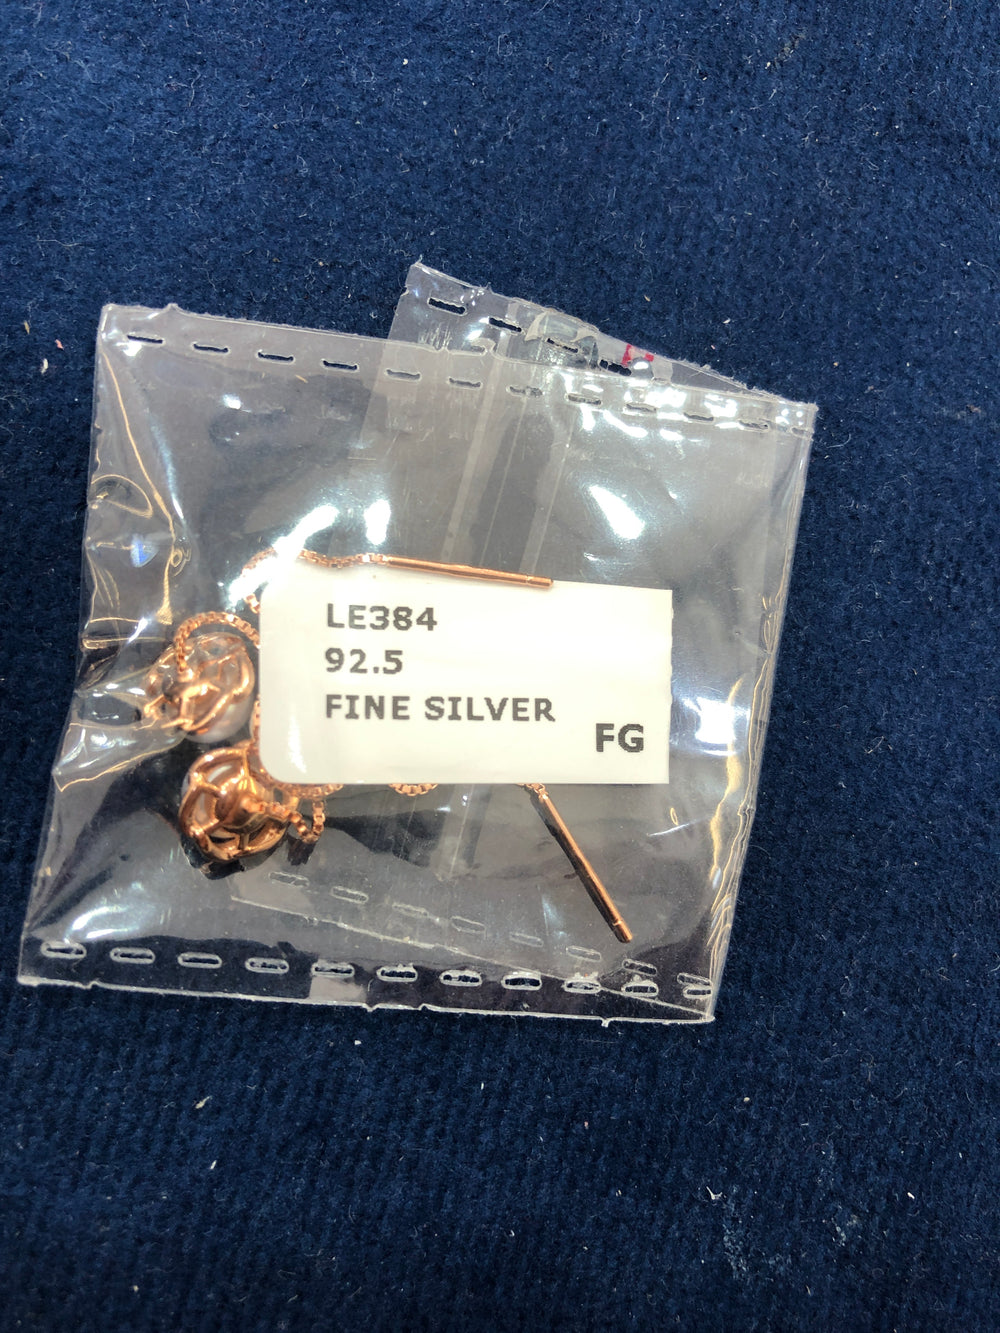 LE384
92.5
FINE SILVER
FG